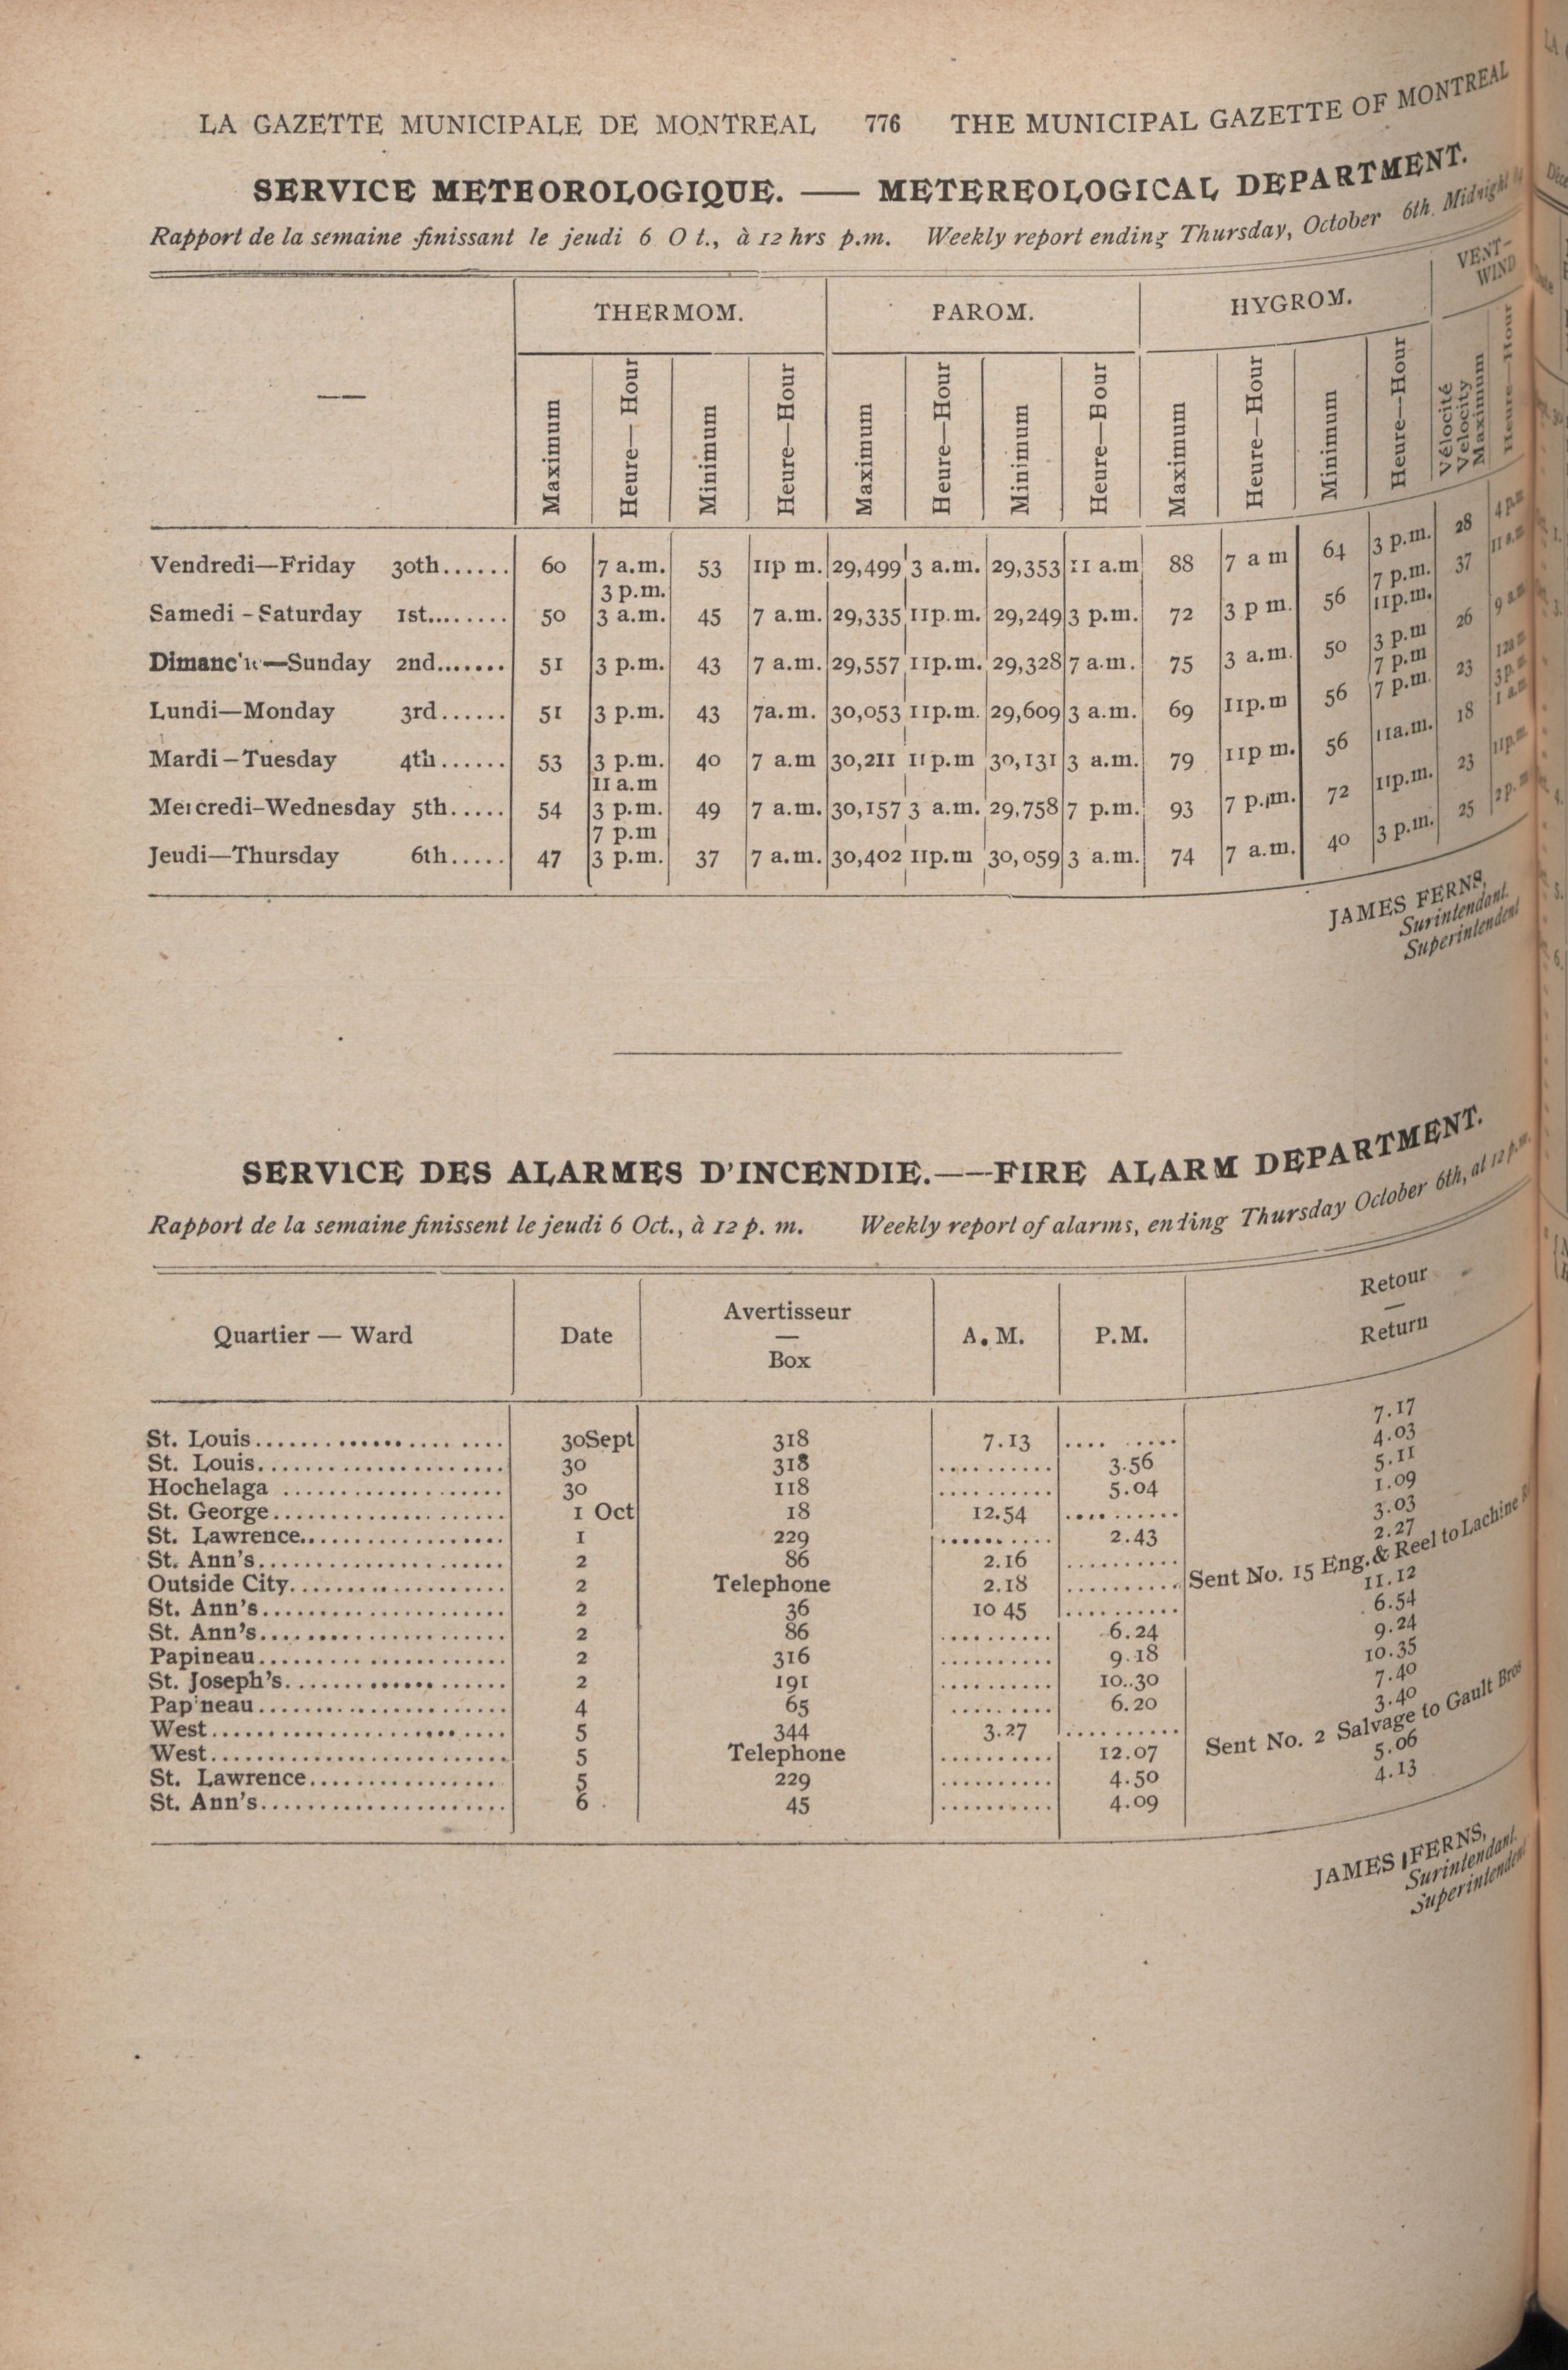 LA GAZETTE MUNICIPALE DE MONTREAL 776 THE MUNICIPAL GAZETTE OF MONTREAL
SERVICE METEOROLOGIQUE. —— METEREOLOGICAL DEPARTMENT.
Rapport de la semaine finissant le jeudi 6 O t., à 12 hrs p.m. Weekly report ending Thursday, October 6th. Midnight
THERMOM. PAROM. HYGROM. VENT- WIND
Maximum Heure—Hour Minimum Heure—Hour Maximum Heure—Hour Minimum Heure—Bour Maximum Heure—Hour Minimum Heure—Hour Vélocité Velocity Maximum Heure—Hour
Vendredi—Friday 30th...... 60 7 a.m. 53 11p m. 29,499 3 a.m. 29,353 11 a.m 88 7 a m 64 3 p.m. 28 4 p.m
3 p.m. 7 p.m.
Samedi - Saturday 1st........ 50 3 a.m. 45 7 a.m. 29,335 11p.m. 29,249 3 p.m. 72 3 p m. 56 11p.m. 37 11 a.m
3 p.m
Dimanc'u—Sunday 2nd....... 51 3 p.m. 43 7 a.m. 29,557 11p.m. 29,328 7 a.m. 75 3 a.m. 50 7 p.m 26 9 a.m
Lundi—Monday 3rd...... 51 3 p.m. 43 7a.m. 30,053 11p.m. 29,609 3 a.m. 69 11p.m 56 7 p.m. 23 3 p.m
Mardi—Tuesday 4th...... 53 3 p.m. 40 7 a.m 30,211 11p.m 30,131 3 a.m. 79 11p m. 56 11a.m. 18 1 a.m
11 a.m
Mercredi-Wednesday 5th..... 54 3 p.m. 49 7 a.m. 30,157 3 a.m. 29,758 7 p.m. 93 7 p.m. 72 11p.m. 23 11p.m
7 p.m
Jeudi—Thursday 6th..... 47 3 p.m. 37 7 a.m. 30,402 11p.m 30,059 3 a.m. 74 7 a.m. 40 3 p.m. 25 2 p.m
JAMES FERNS,
Surintendant.
Superintendent
SERVICE DES ALARMES D'INCENDIE.——FIRE ALARM DEPARTMENT.
Rapport de la semaine finissent le jeudi 6 Oct., à 12 p. m. Weekly report of alarms, ending Thursday October 6th, at 12 p.m.
Quartier — Ward Date Avertisseur — Box A. M. P.M. Retour — Return
St. Louis.......................... 30Sept 318 7.13 .... ..... 7.17
St. Louis....................... 30 318 .......... 3.56 4.03
Hochelaga .................... 30 118 .......... 5.04 5.11
St. George..................... 1 Oct 18 12.54 .......... 1.09
St. Lawrence................... 1 229 .......... 2.43 3.03
St. Ann's....................... 2 86 2.16 .......... 2.27
Outside City.................... 2 Telephone 2.18 .......... Sent No. 15 Eng. & Reel to Lachine
St. Ann's....................... 2 36 10 45 .......... 11.12
St. Ann's....................... 2 86 .......... 6.24 6.54
Papineau....................... 2 316 .......... 9.18 9.24
St. Joseph's..................... 2 191 .......... 10..30 10.35
Pap'neau....................... 4 65 .......... 6.20 7.40
West........................... 5 344 3.27 .......... 3.40
West........................... 5 Telephone .......... 12.07 Sent No. 2 Salvage to Gault Bros
St. Lawrence................. 5 229 .......... 4.50 5.06
St. Ann's....................... 6 45 .......... 4.09 4.13
JAMES FERNS,
Surintendant.
Superintendent